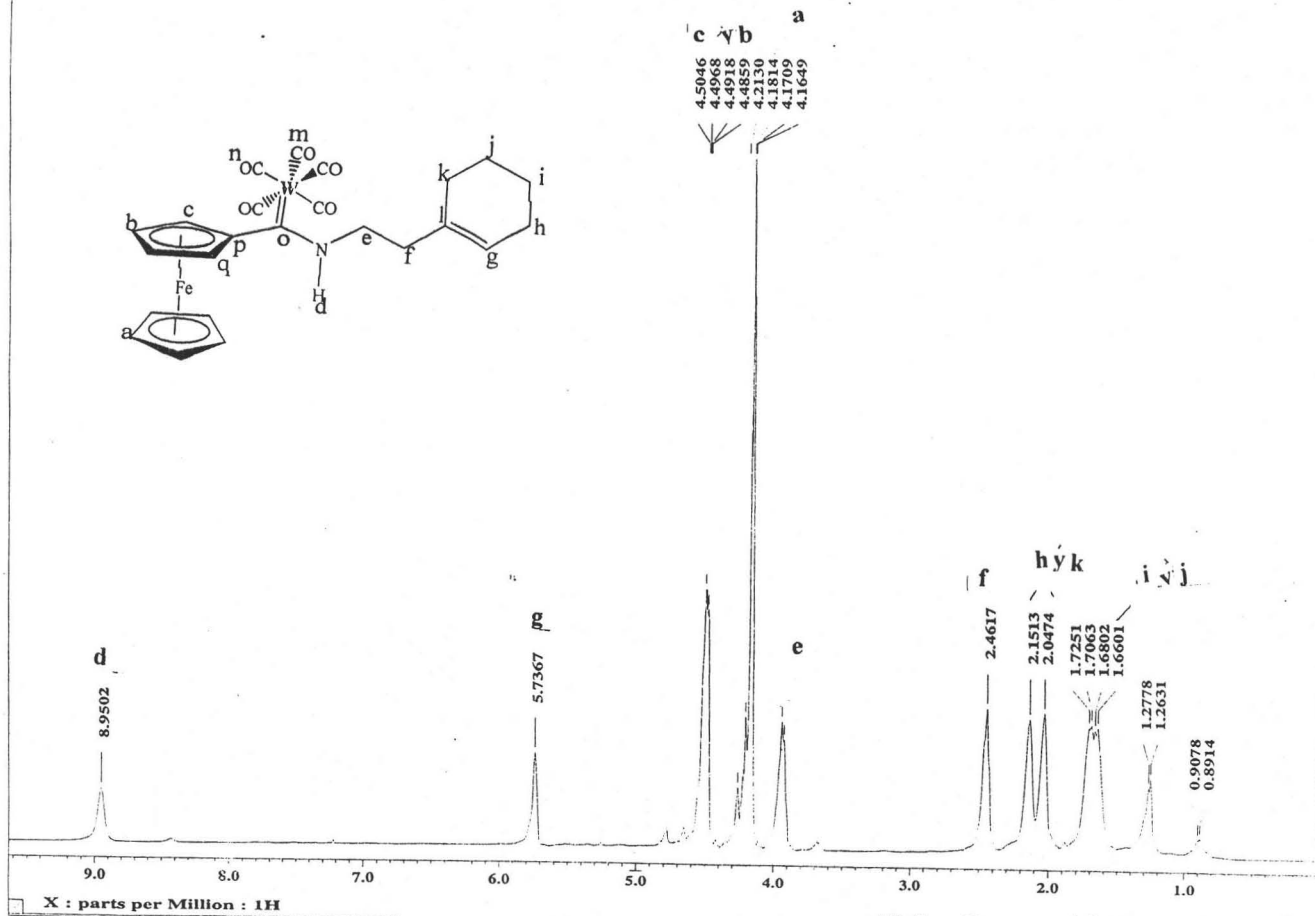 a
c y b
4.5046
4.4968
4.4918
4.4859
4.2130
4.1814
4.1709
4.1649
m
n OC CO CO
W
OC CO
j
k
i
l
h
c
b
p
o
N
e
f
g
q
H
d
Fe
a
d
8.9502
g
5.7367
e
f
2.4617
h y k
2.1513
2.0474
i y j
1.7251
1.7063
1.6802
1.6601
1.2778
1.2631
0.9078
0.8914
9.0 8.0 7.0 6.0 5.0 4.0 3.0 2.0 1.0
X : parts per Million : 1H